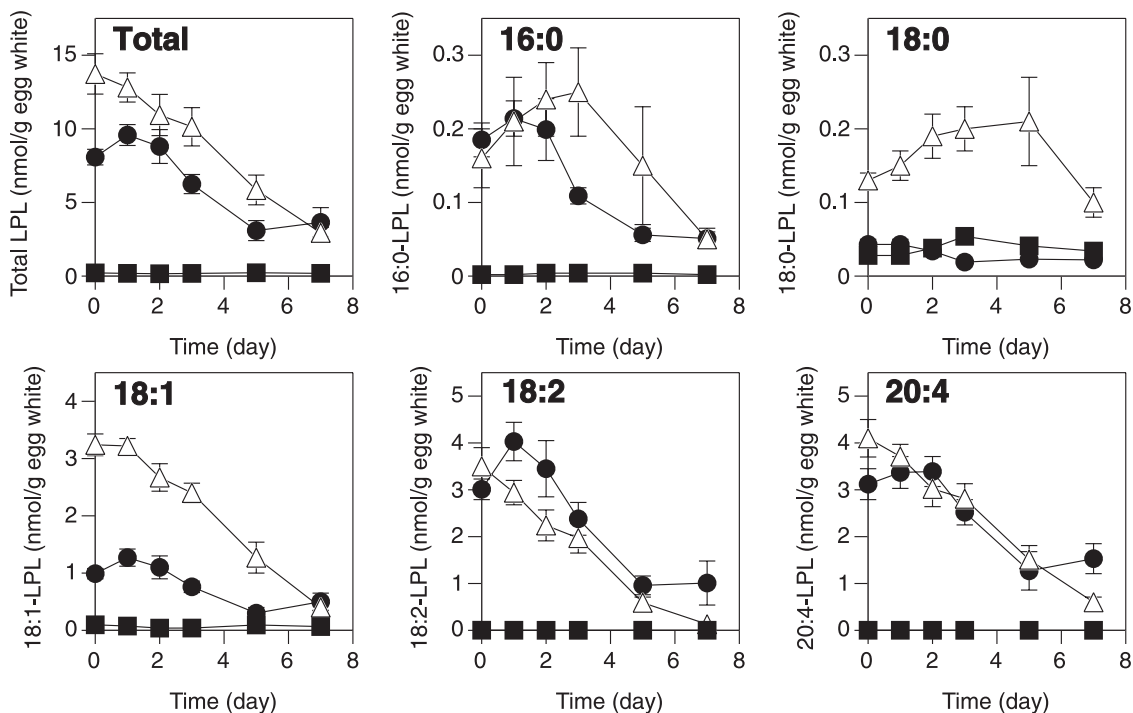 Total
Total LPL (nmol/g egg white)
15
10
5
0
0 2 4 6 8
Time (day)
16:0
16:0-LPL (nmol/g egg white)
0.3
0.2
0.1
0
0 2 4 6 8
Time (day)
18:0
18:0-LPL (nmol/g egg white)
0.3
0.2
0.1
0
0 2 4 6 8
Time (day)
18:1
18:1-LPL (nmol/g egg white)
4
3
2
1
0
0 2 4 6 8
Time (day)
18:2
18:2-LPL (nmol/g egg white)
5
4
3
2
1
0
0 2 4 6 8
Time (day)
20:4
20:4-LPL (nmol/g egg white)
5
4
3
2
1
0
0 2 4 6 8
Time (day)